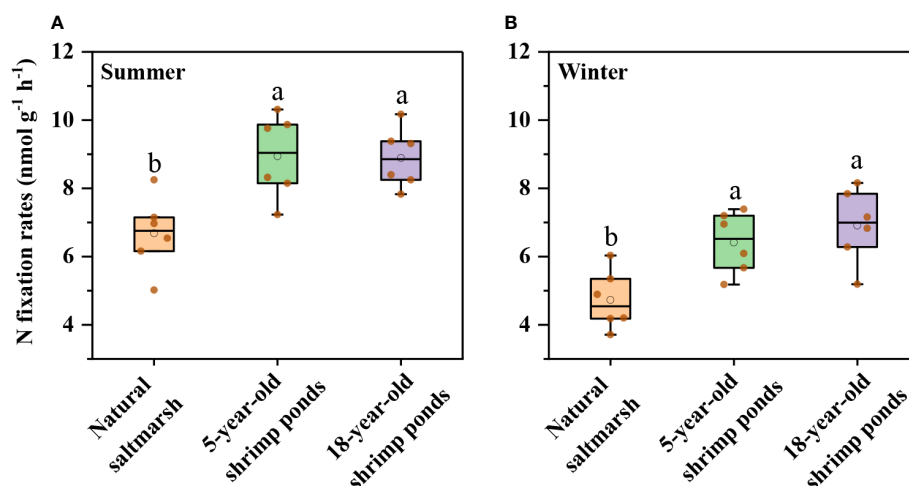 A
B
N fixation rates (nmol g⁻¹ h⁻¹)
12
10
8
6
4
Summer
b
a
a
Natural
saltmarsh
5-year-old
shrimp ponds
18-year-old
shrimp ponds
12
10
8
6
4
Winter
b
a
a
Natural
saltmarsh
5-year-old
shrimp ponds
18-year-old
shrimp ponds